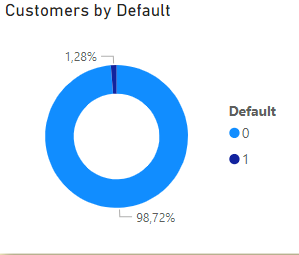 Customers by Default
1,28%
Default
0
1
98,72%